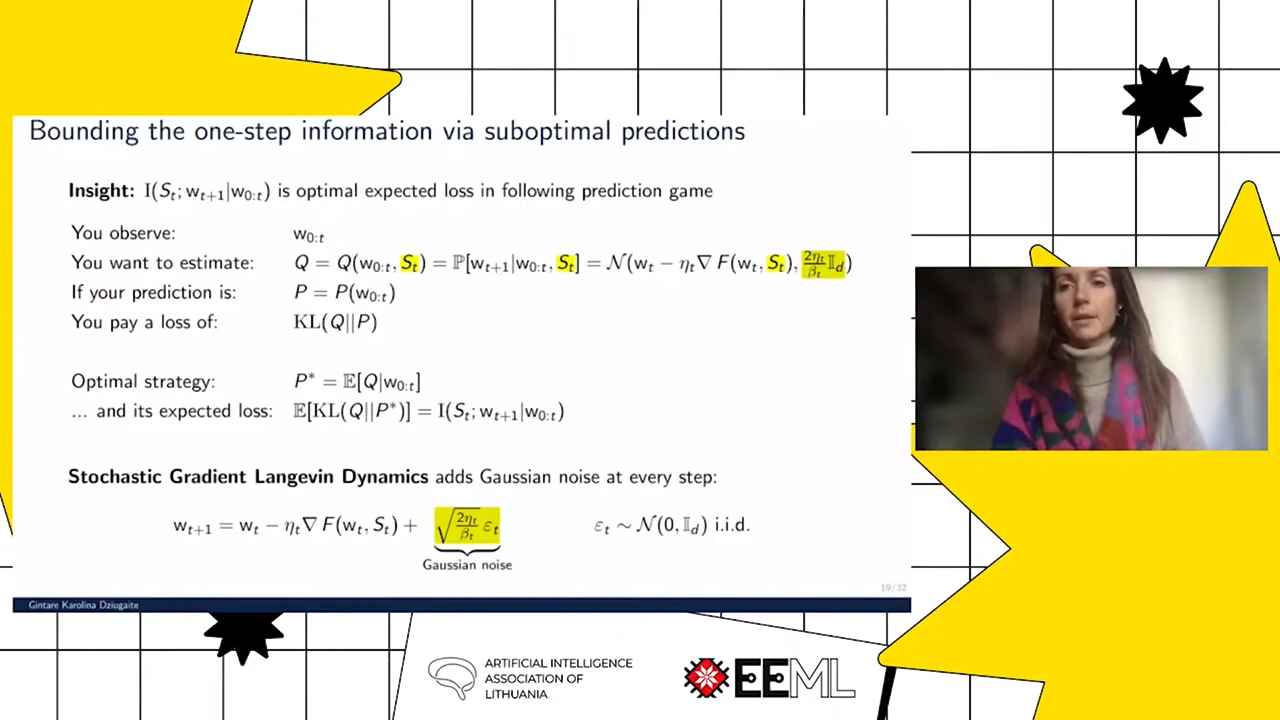 Bounding the one-step information via suboptimal predictions
Insight: I(S_t; w_{t+1}|w_{0:t}) is optimal expected loss in following prediction game
You observe: w_{0:t}
You want to estimate: Q = Q(w_{0:t}, S_t) = ℙ[w_{t+1}|w_{0:t}, S_t] = 𝒩(w_t − η_t∇F(w_t, S_t), \frac{2η_t}{β_t} 𝕀_d)
If your prediction is: P = P(w_{0:t})
You pay a loss of: KL(Q||P)
Optimal strategy: P* = 𝔼[Q|w_{0:t}]
... and its expected loss: 𝔼[KL(Q||P*)] = I(S_t; w_{t+1}|w_{0:t})
Stochastic Gradient Langevin Dynamics adds Gaussian noise at every step:
w_{t+1} = w_t − η_t∇F(w_t, S_t) + \sqrt{\frac{2η_t}{β_t}} ε_t ε_t ∼ 𝒩(0, 𝕀_d) i.i.d.
Gaussian noise
19/32
Gintare Karolina Dziugaite
ARTIFICIAL INTELLIGENCE
ASSOCIATION OF
LITHUANIA
EEML